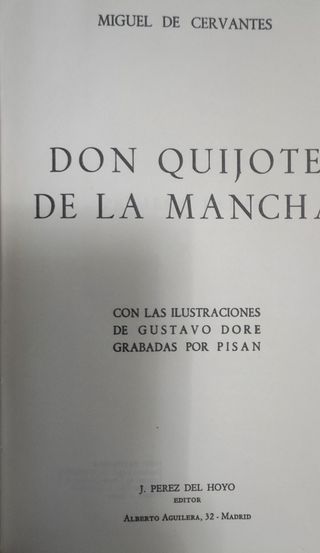 MIGUEL DE CERVANTES
DON QUIJOTE
DE LA MANCHA
CON LAS ILUSTRACIONES
DE GUSTAVO DORE
GRABADAS POR PISAN
J. PEREZ DEL HOYO
EDITOR
ALBERTO AGUILERA, 32 - MADRID